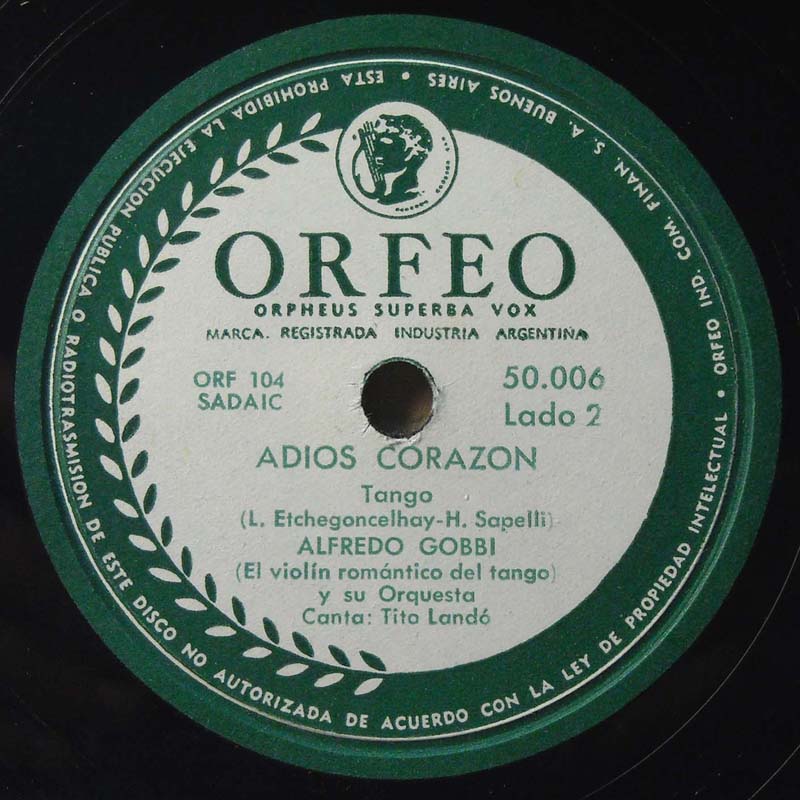 ORFEO
ORPHEUS SUPERBA VOX
MARCA. REGISTRADA INDUSTRIA ARGENTINA
ORF 104
SADAIC
50.006
Lado 2
ADIOS CORAZON
Tango
(L. Etchegoncelhay-H. Sapelli)
ALFREDO GOBBI
(El violín romántico del tango)
y su Orquesta
Canta: Tito Landó
ESTA PROHIBIDA LA EJECUCION PUBLICA O RADIOTRASMISION DE ESTE DISCO NO AUTORIZADA DE ACUERDO CON LA LEY DE PROPIEDAD INTELECTUAL • ORFEO IND. COM. FINAN. S. A. BUENOS AIRES •